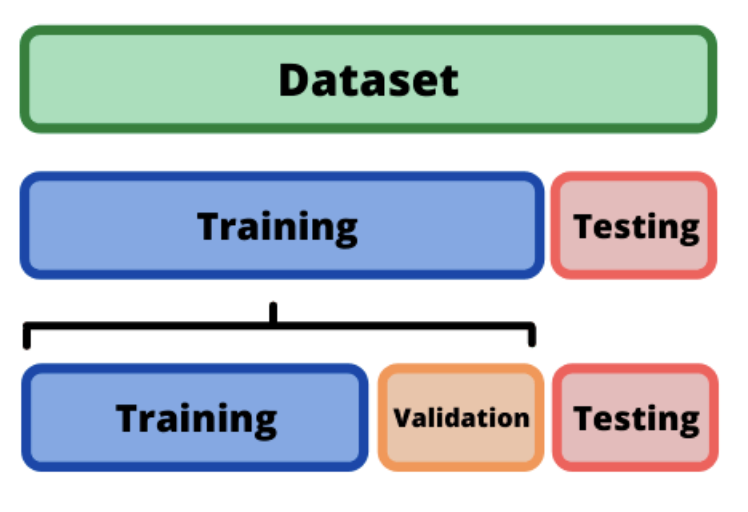 Dataset
Training Testing
Training Validation Testing